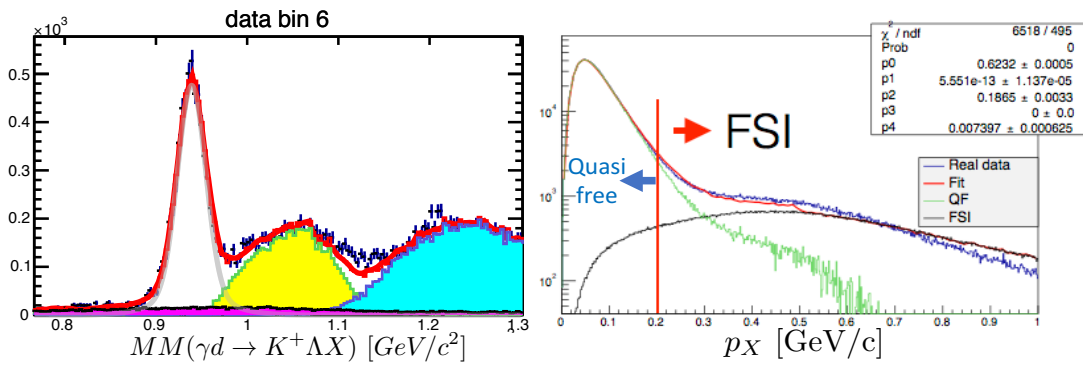 data bin 6
×10³
0.5
0.4
0.3
0.2
0.1
0
0.8 0.9 1 1.1 1.2 1.3
MM(γd → K⁺ΛX) [GeV/c²]
χ² / ndf 6518 / 495
Prob 0
p0 0.6232 ± 0.0005
p1 5.551e-13 ± 1.137e-05
p2 0.1865 ± 0.0033
p3 0 ± 0.0
p4 0.007397 ± 0.000625
10⁴
10³
10²
FSI
Quasi
free
Real data
Fit
QF
FSI
0 0.1 0.2 0.3 0.4 0.5 0.6 0.7 0.8 0.9 1
p_X [GeV/c]